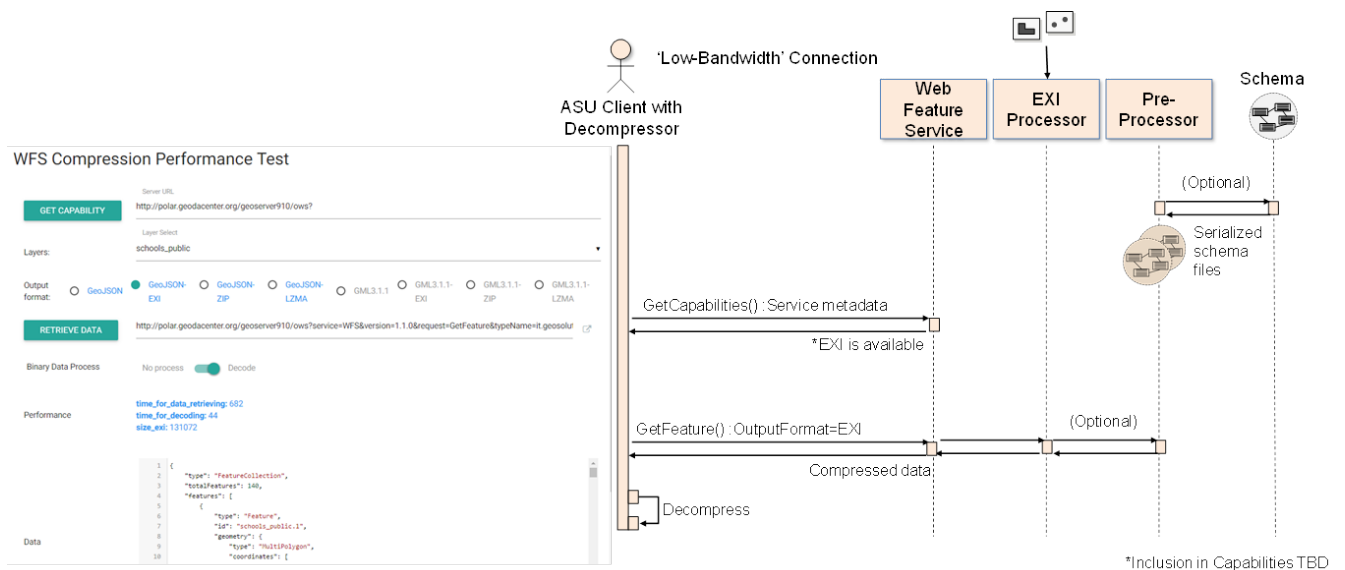 'Low-Bandwidth' Connection
ASU Client with
Decompressor
Web
Feature
Service
EXI
Processor
Pre-
Processor
Schema
(Optional)
Serialized
schema
files
GetCapabilities() : Service metadata
*EXI is available
(Optional)
GetFeature() : OutputFormat=EXI
Compressed data
Decompress
*Inclusion in Capabilities TBD
WFS Compression Performance Test
Server URL
GET CAPABILITY
http://polar.geodacenter.org/geoserver910/ows?
Layer Select
Layers:
schools_public
Output
format:
GeoJSON
GeoJSON-
EXI
GeoJSON-
ZIP
GeoJSON-
LZMA
GML3.1.1
GML3.1.1-
EXI
GML3.1.1-
ZIP
GML3.1.1-
LZMA
RETRIEVE DATA
http://polar.geodacenter.org/geoserver910/ows?service=WFS&version=1.1.0&request=GetFeature&typeName=it.geosolut
Binary Data Process
No process
Decode
Performance
time_for_data_retrieving: 682
time_for_decoding: 44
size_exi: 131072
Data
1 {
2 "type": "FeatureCollection",
3 "totalFeatures": 140,
4 "features": [
5 {
6 "type": "Feature",
7 "id": "schools_public.1",
8 "geometry": {
9 "type": "MultiPolygon",
10 "coordinates": [